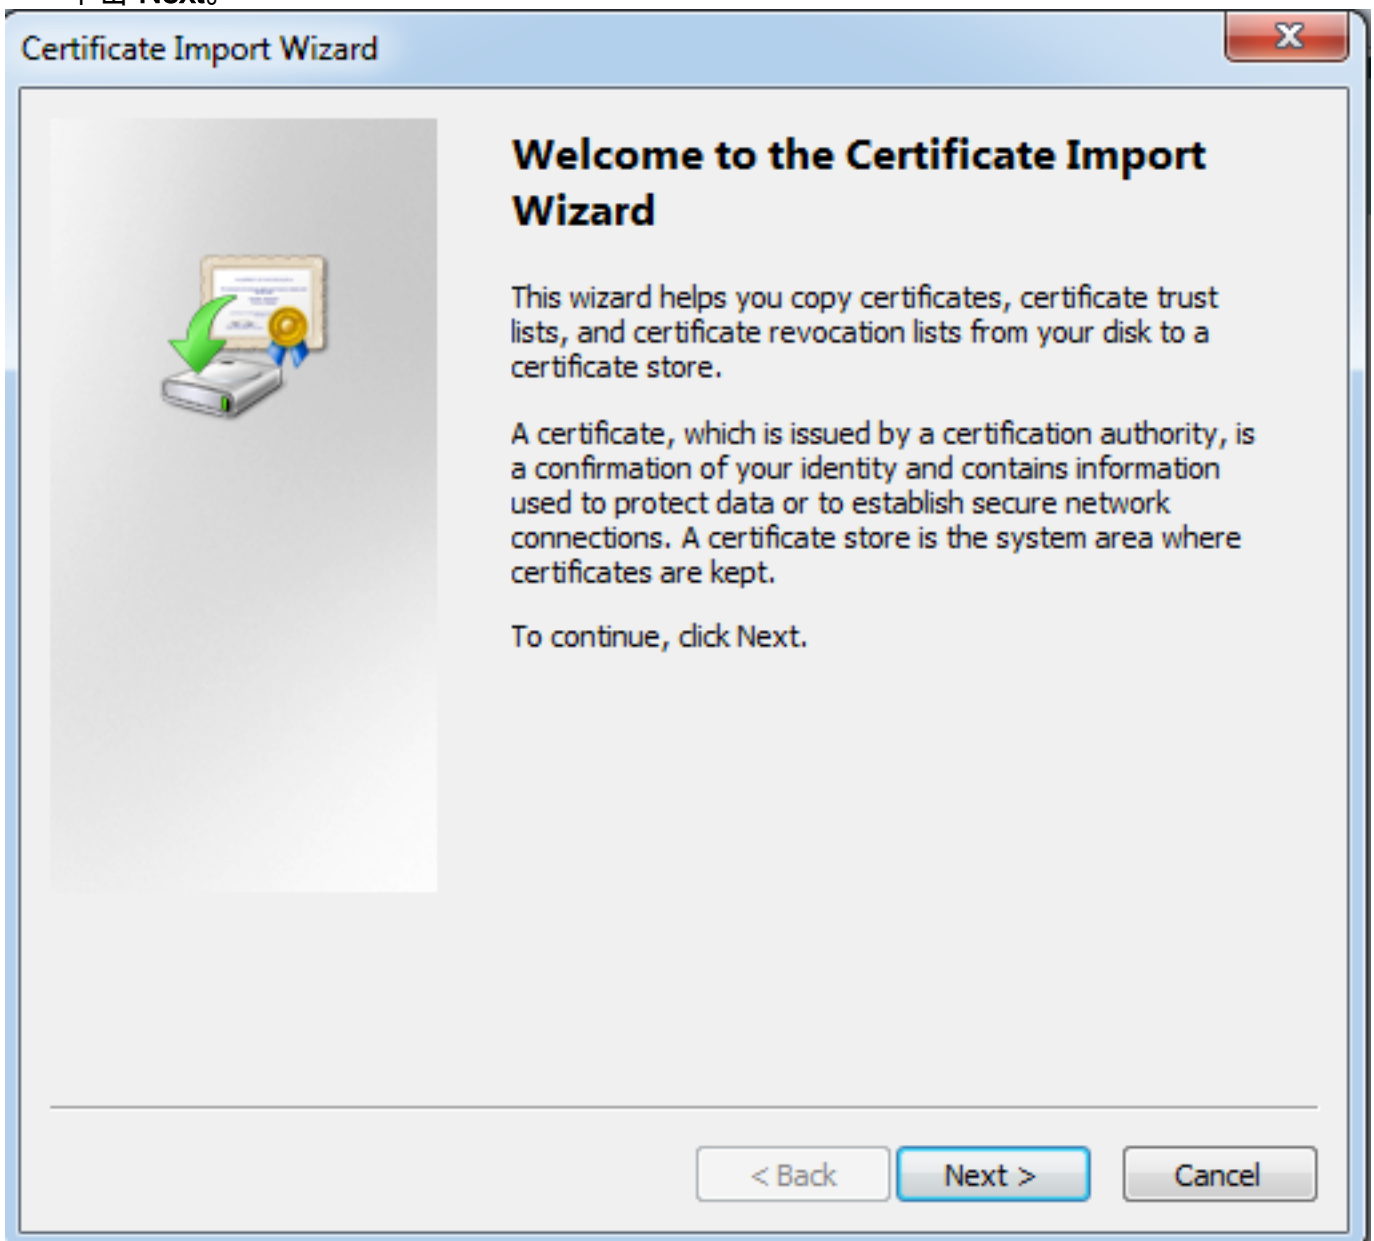 单击 Next。
Certificate Import Wizard
Welcome to the Certificate Import
Wizard
This wizard helps you copy certificates, certificate trust
lists, and certificate revocation lists from your disk to a
certificate store.
A certificate, which is issued by a certification authority, is
a confirmation of your identity and contains information
used to protect data or to establish secure network
connections. A certificate store is the system area where
certificates are kept.
To continue, click Next.
< Back
Next >
Cancel